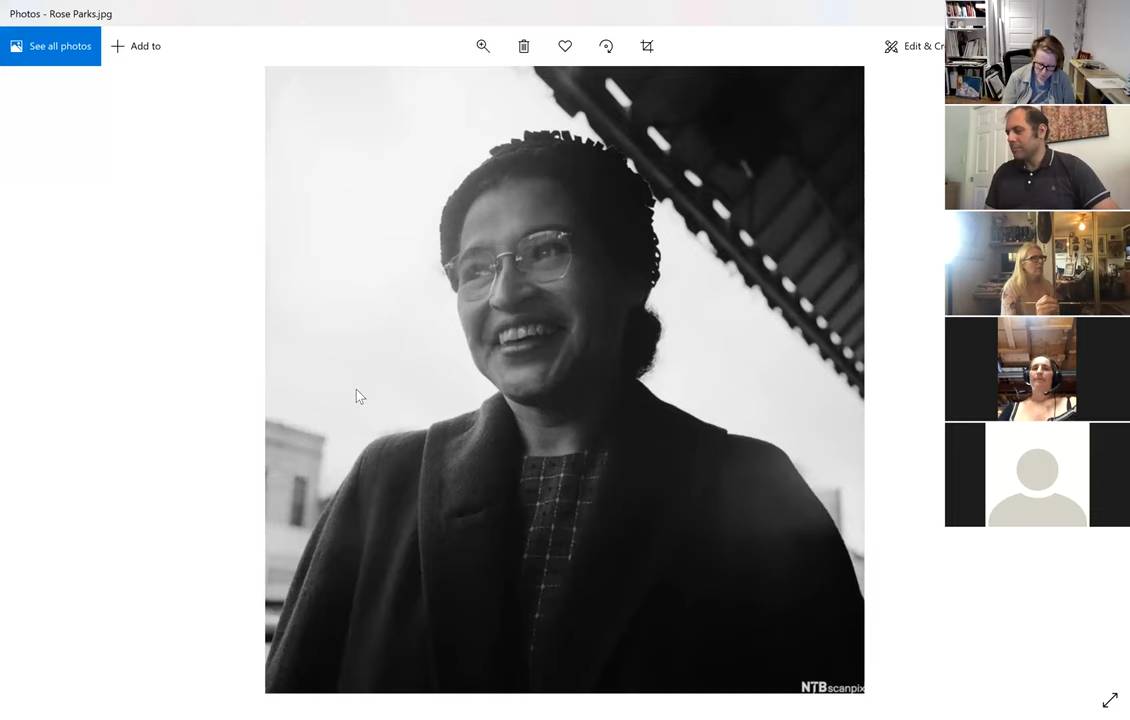 Photos - Rose Parks.jpg
See all photos
Add to
Edit & Cr
NTBscanpix